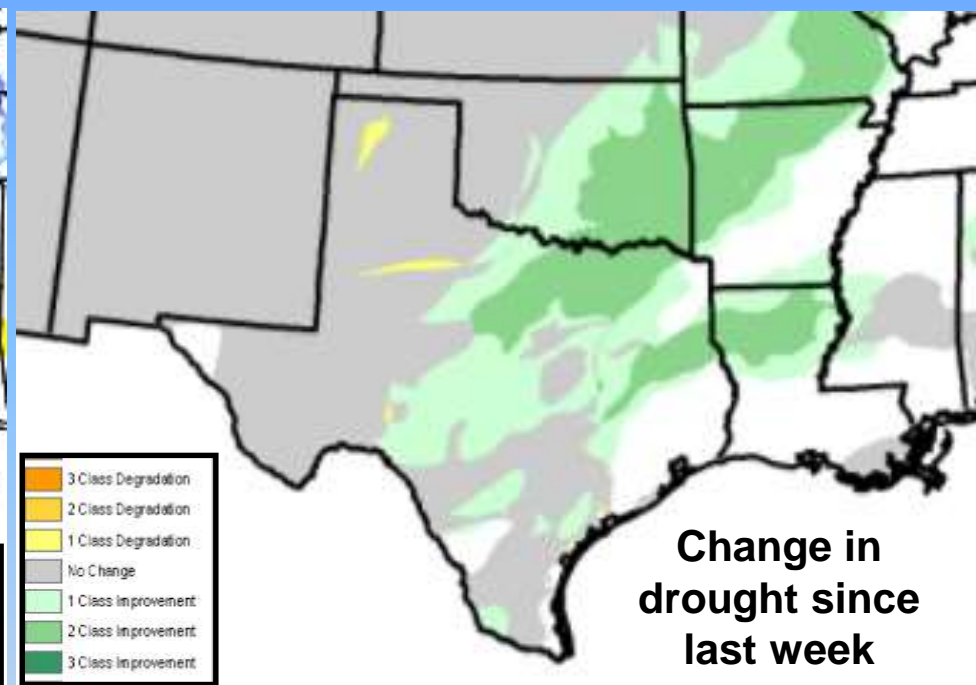 3 Class Degradation
2 Class Degradation
1 Class Degradation
No Change
1 Class Improvement
2 Class Improvement
3 Class Improvement
Change in
drought since
last week